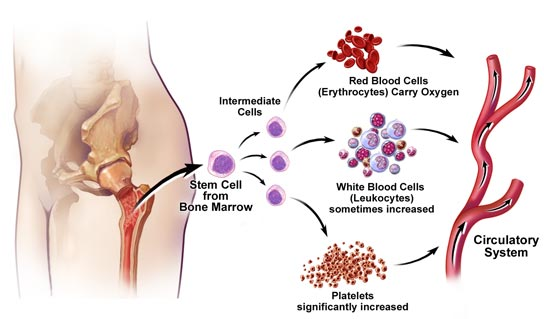 Red Blood Cells
(Erythrocytes) Carry Oxygen
Intermediate
Cells
Stem Cell
from
Bone Marrow
White Blood Cells
(Leukocytes)
sometimes increased
Platelets
significantly increased
Circulatory
System